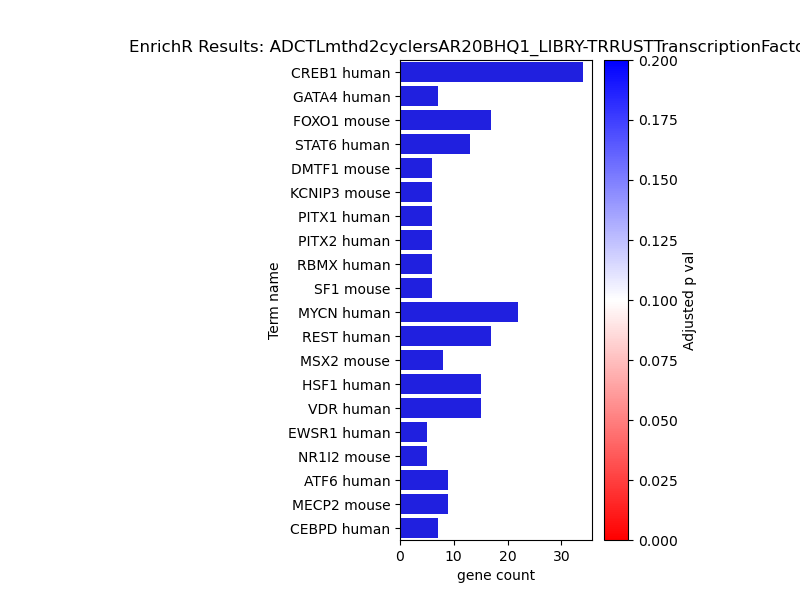 EnrichR Results: ADCTLmthd2cyclersAR20BHQ1_LIBRY-TRRUSTTranscriptionFacto
CREB1 human
GATA4 human
FOXO1 mouse
STAT6 human
DMTF1 mouse
KCNIP3 mouse
PITX1 human
PITX2 human
RBMX human
SF1 mouse
MYCN human
REST human
MSX2 mouse
HSF1 human
VDR human
EWSR1 human
NR1I2 mouse
ATF6 human
MECP2 mouse
CEBPD human
Term name
0 10 20 30
gene count
0.200
0.175
0.150
0.125
0.100
0.075
0.050
0.025
0.000
Adjusted p val